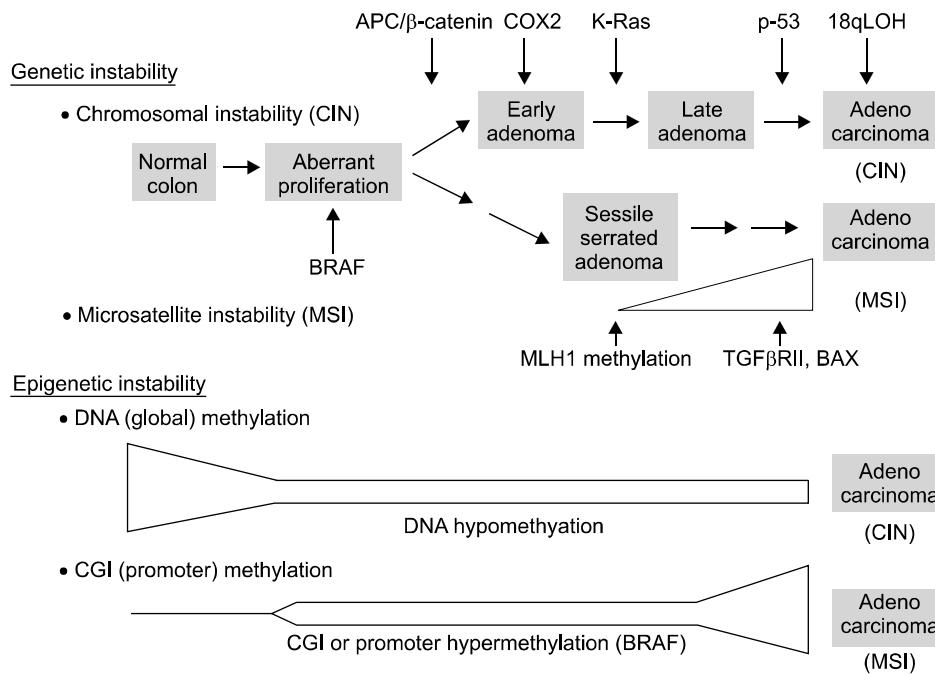 APC/β-catenin COX2 K-Ras p-53 18qLOH
Genetic instability
• Chromosomal instability (CIN)
Early
adenoma
Late
adenoma
Adeno
carcinoma
(CIN)
Normal
colon
Aberrant
proliferation
BRAF
Sessile
serrated
adenoma
Adeno
carcinoma
(MSI)
• Microsatellite instability (MSI)
MLH1 methylation
TGFβRII, BAX
Epigenetic instability
• DNA (global) methylation
DNA hypomethyation
Adeno
carcinoma
(CIN)
• CGI (promoter) methylation
CGI or promoter hypermethylation (BRAF)
Adeno
carcinoma
(MSI)